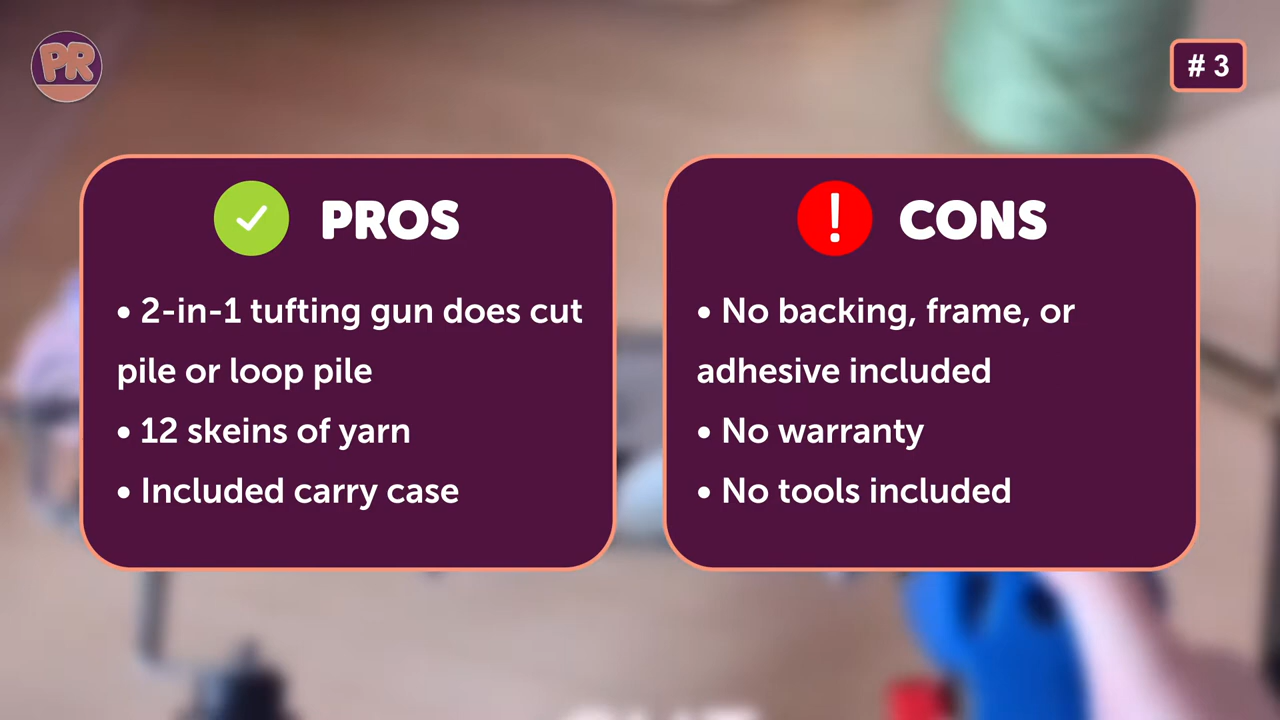 PR
# 3
PROS
• 2-in-1 tufting gun does cut
pile or loop pile
• 12 skeins of yarn
• Included carry case
CONS
• No backing, frame, or
adhesive included
• No warranty
• No tools included